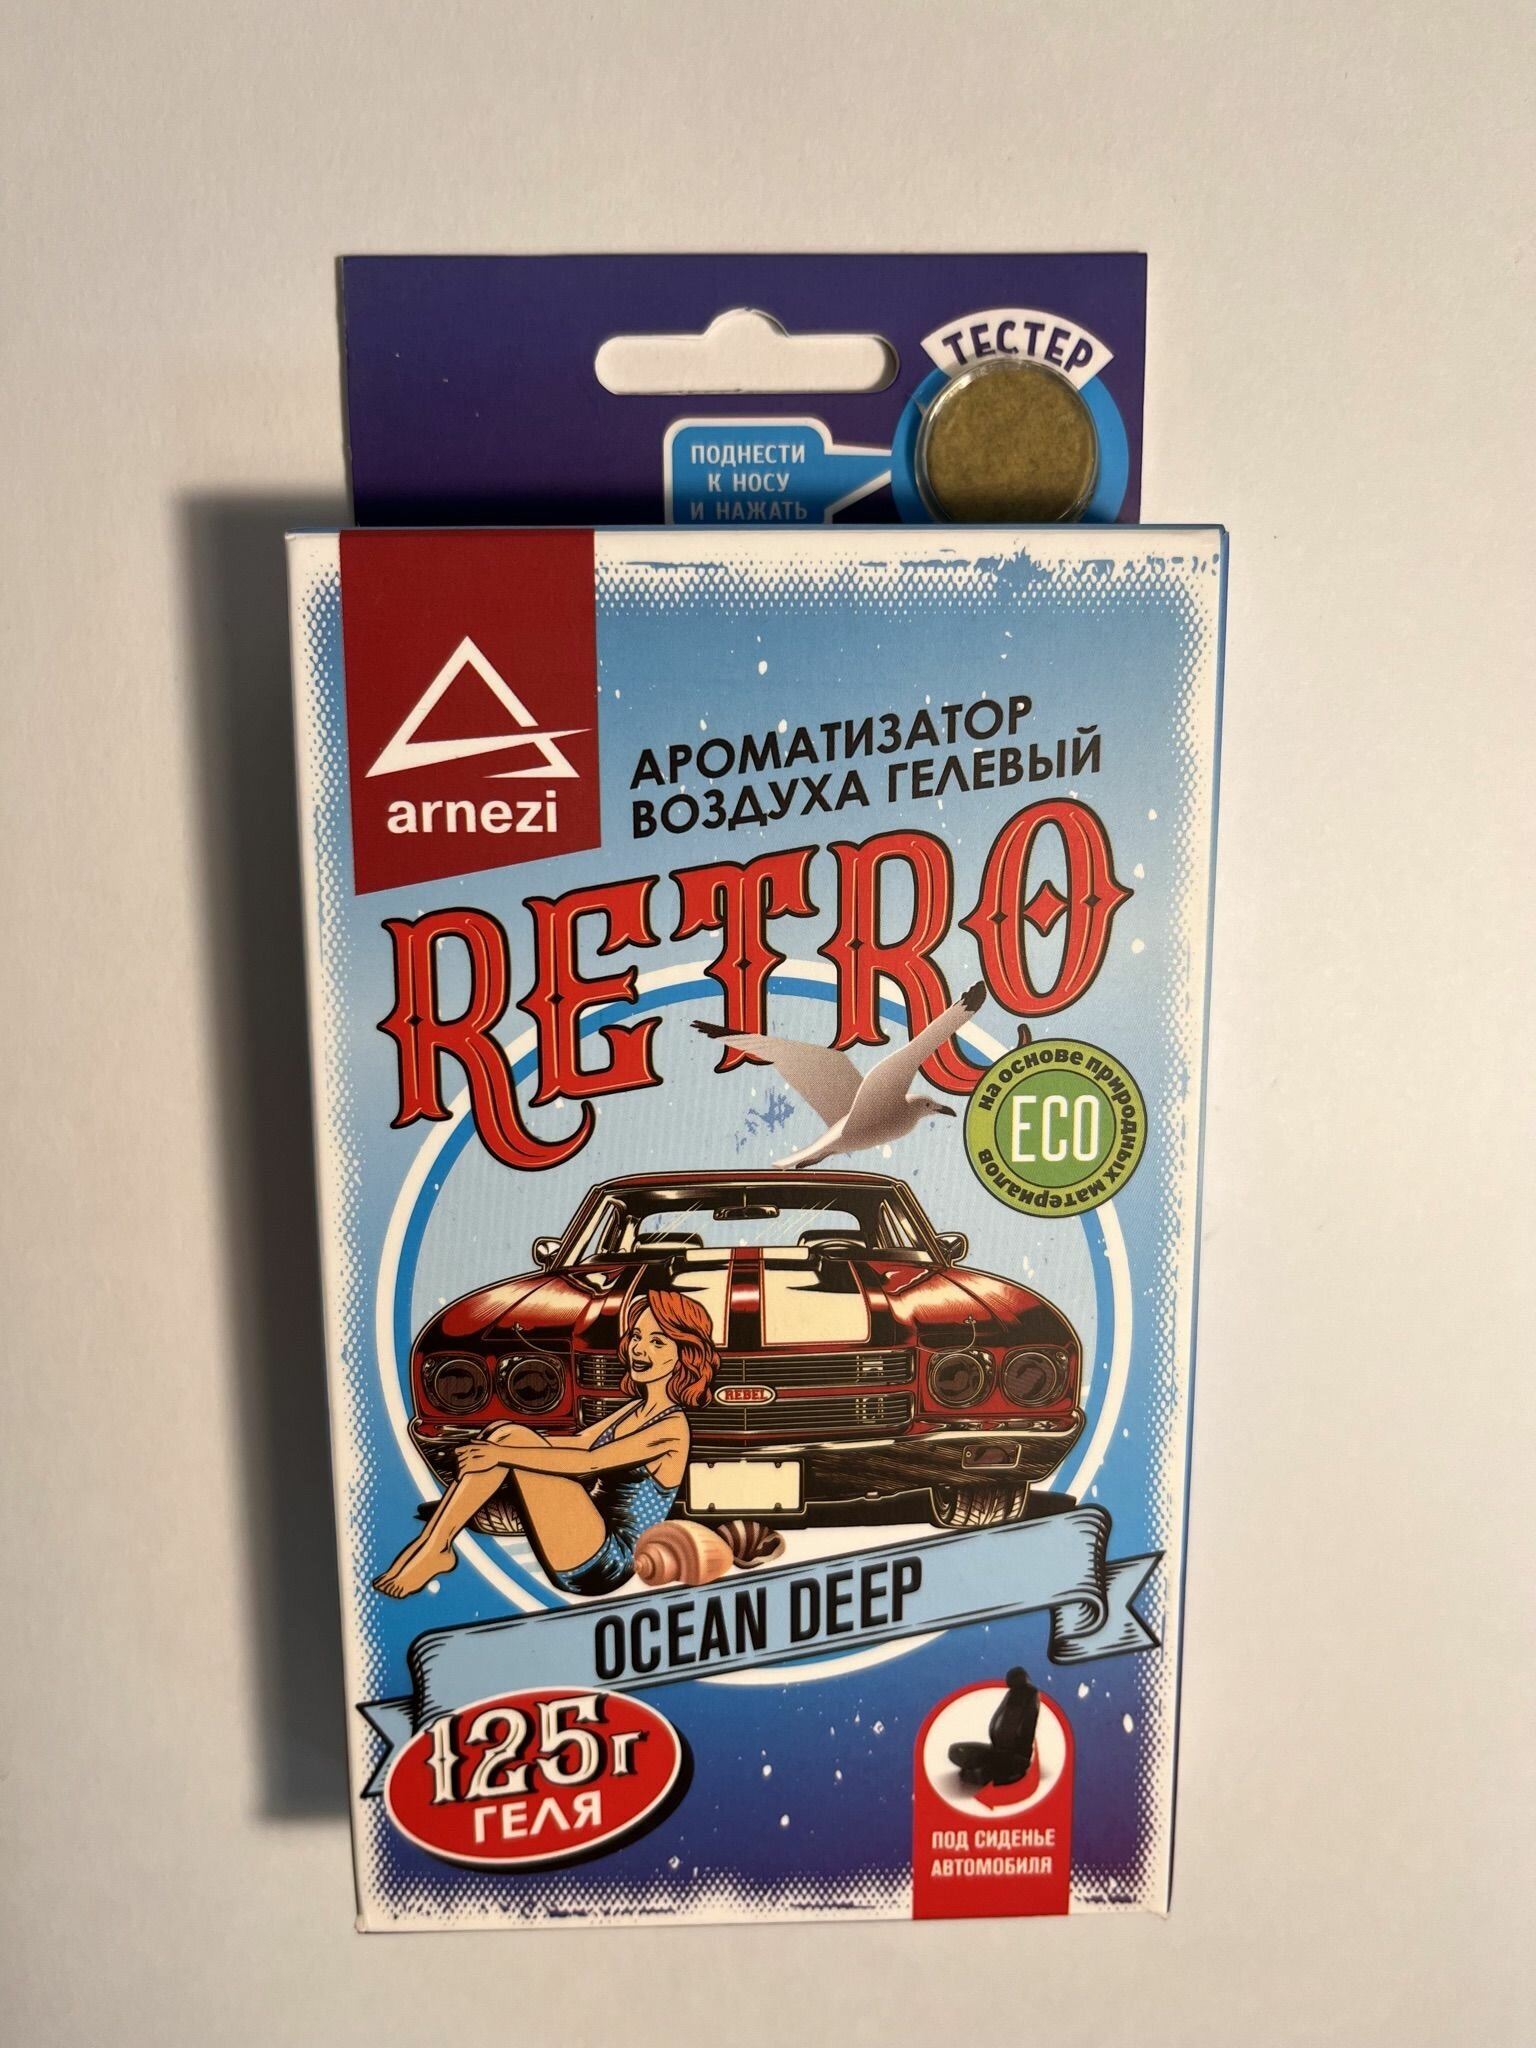 ТЕСТЕР
ПОДНЕСТИ
К НОСУ
И НАЖАТЬ
arnezi
АРОМАТИЗАТОР
ВОЗДУХА ГЕЛЕВЫЙ
RETRO
на основе природных материалов
ECO
REBEL
OCEAN DEEP
125г
ГЕЛЯ
ПОД СИДЕНЬЕ
АВТОМОБИЛЯ